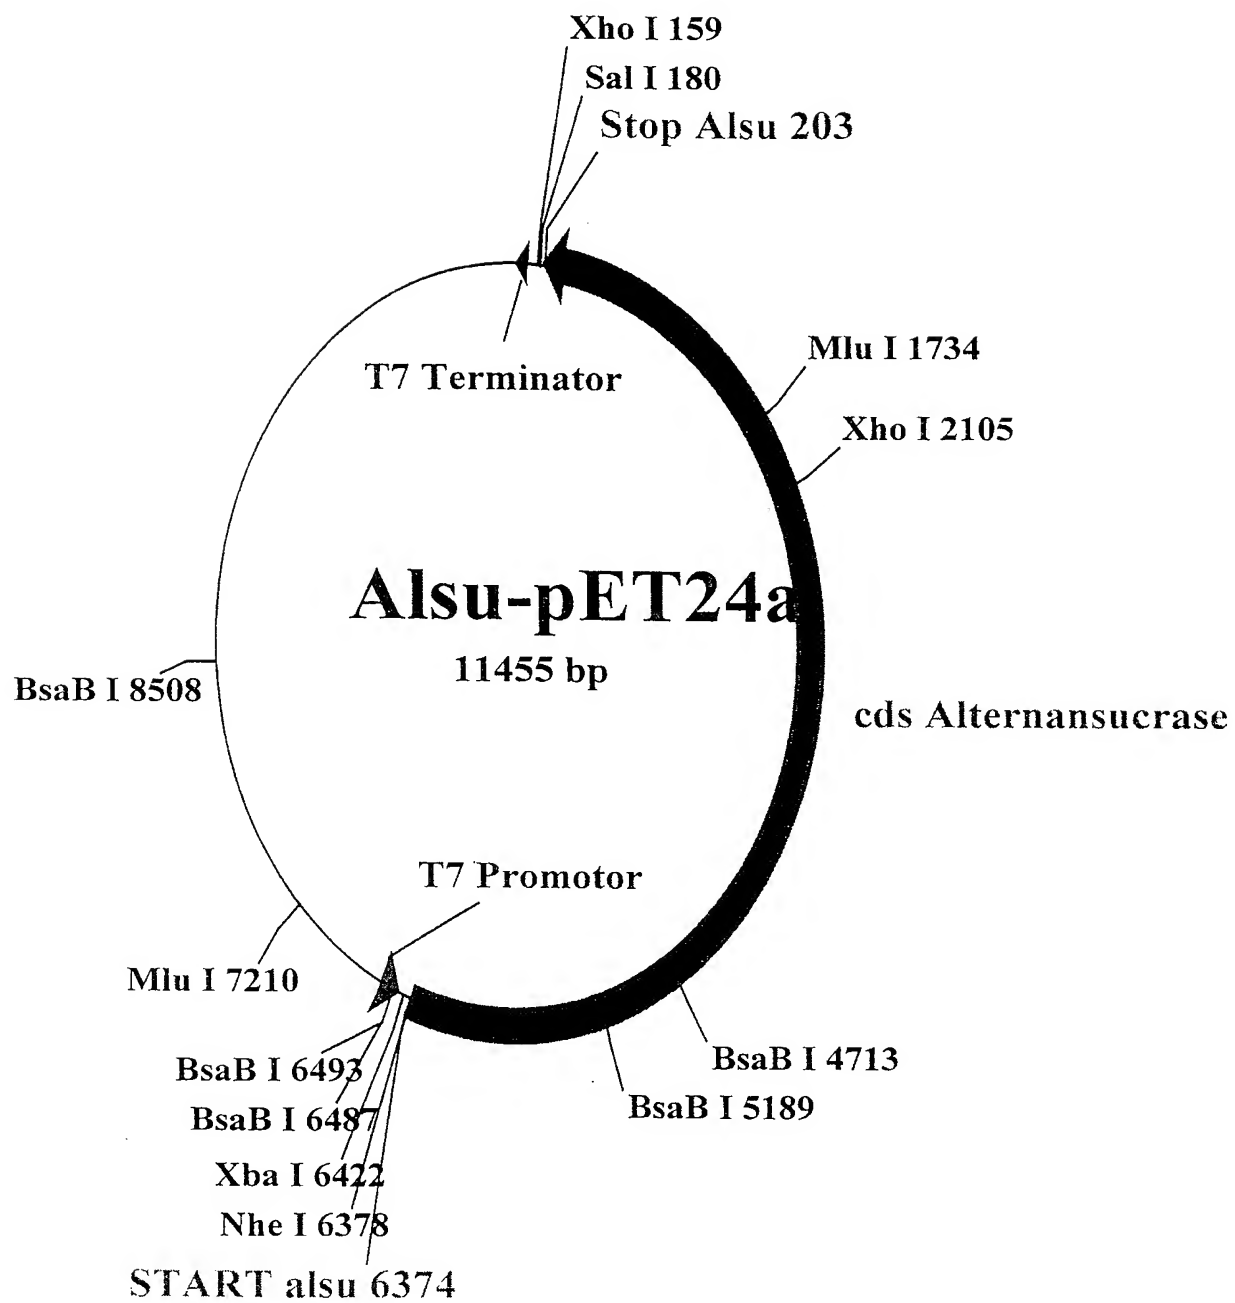 Xho I 159
Sal I 180
Stop Alsu 203
T7 Terminator
Mlu I 1734
Xho I 2105
Alsu-pET24a
11455 bp
BsaB I 8508
cds Alternansucrase
T7 Promotor
Mlu I 7210
BsaB I 6493
BsaB I 4713
BsaB I 5189
BsaB I 6487
Xba I 6422
Nhe I 6378
START alsu 6374